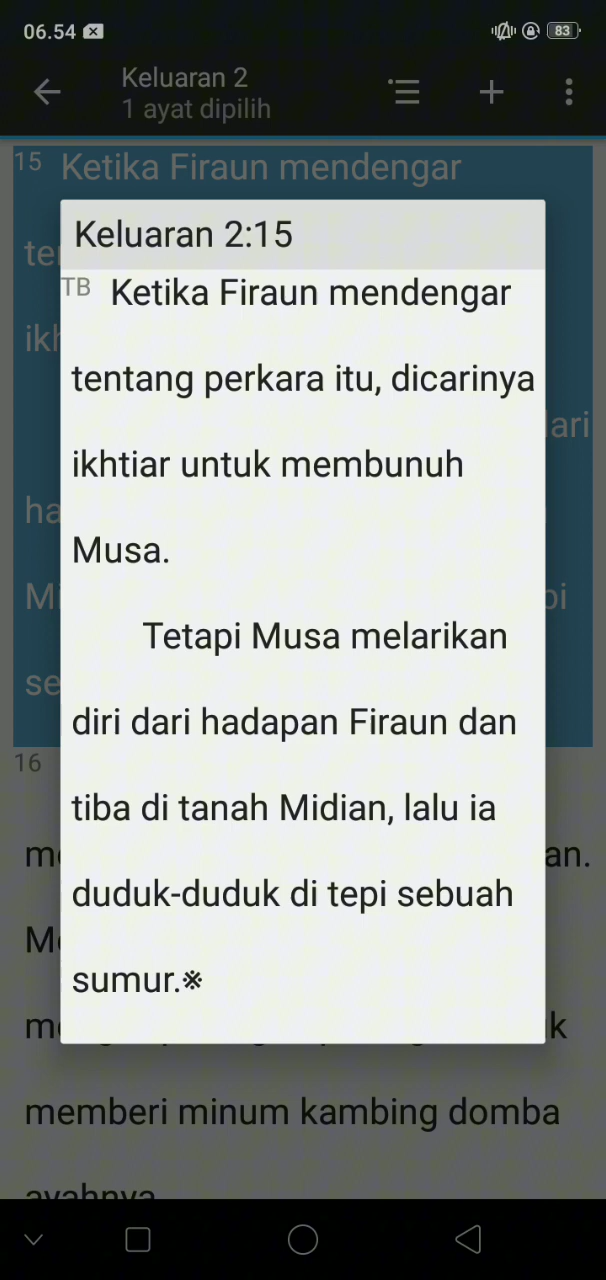 06.54
83
Keluaran 2
1 ayat dipilih
15 Ketika Firaun mendengar
Keluaran 2:15
TB Ketika Firaun mendengar
tentang perkara itu, dicarinya
ikhtiar untuk membunuh
Musa.
Tetapi Musa melarikan
diri dari hadapan Firaun dan
tiba di tanah Midian, lalu ia
duduk-duduk di tepi sebuah
sumur.※
16
memberi minum kambing domba
ayahnya